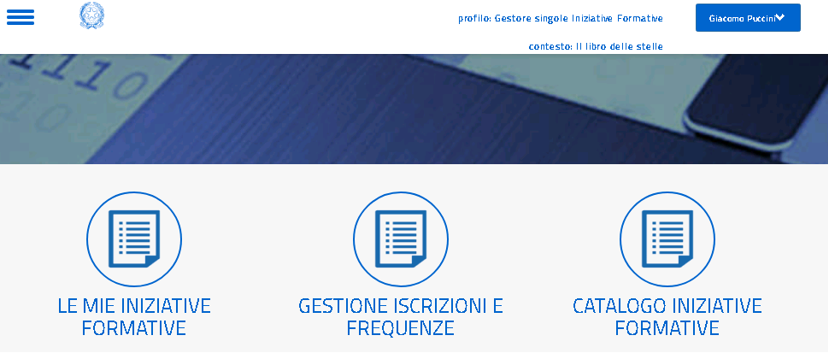 profilo: Gestore singole Iniziative Formative
Giacomo Puccini
contesto: Il libro delle stelle
1110
LE MIE INIZIATIVE
FORMATIVE
GESTIONE ISCRIZIONI E
FREQUENZE
CATALOGO INIZIATIVE
FORMATIVE